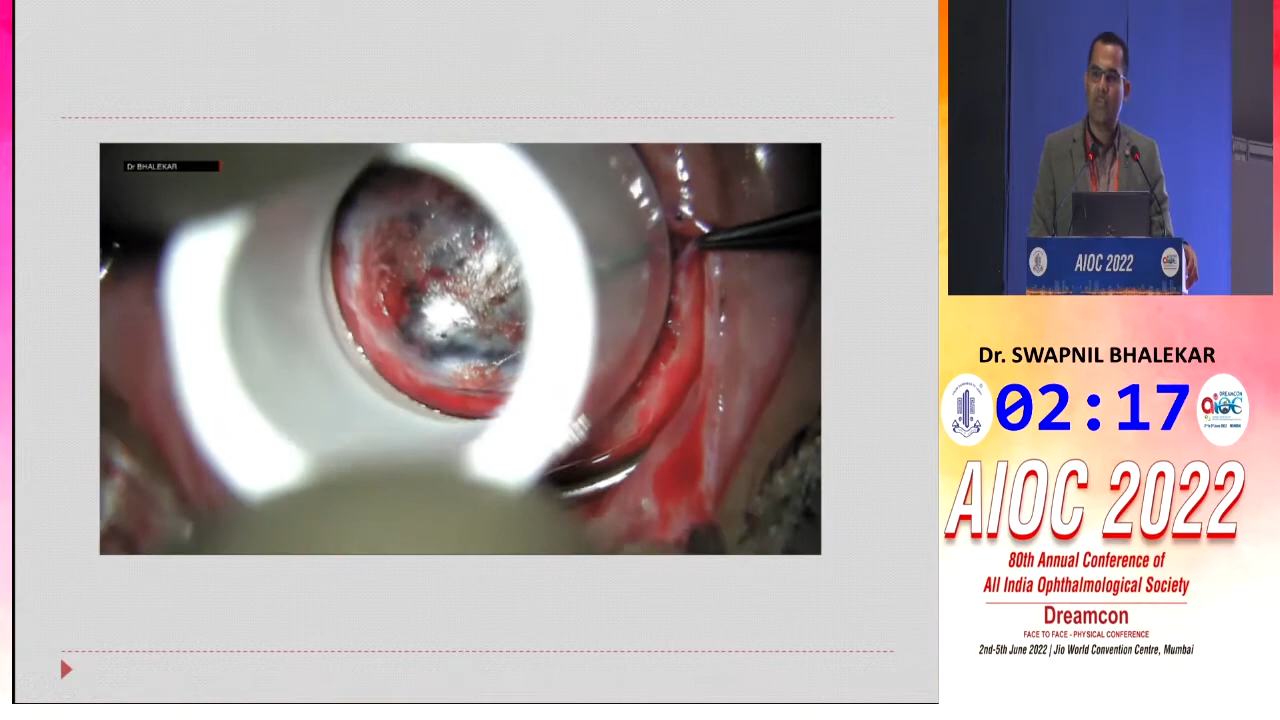 Dr BHALEKAR
AIOC 2022
Dr. SWAPNIL BHALEKAR
02:17
AIOC 2022
80th Annual Conference of
All India Ophthalmological Society
Dreamcon
FACE TO FACE - PHYSICAL CONFERENCE
2nd-5th June 2022 | Jio World Convention Centre, Mumbai